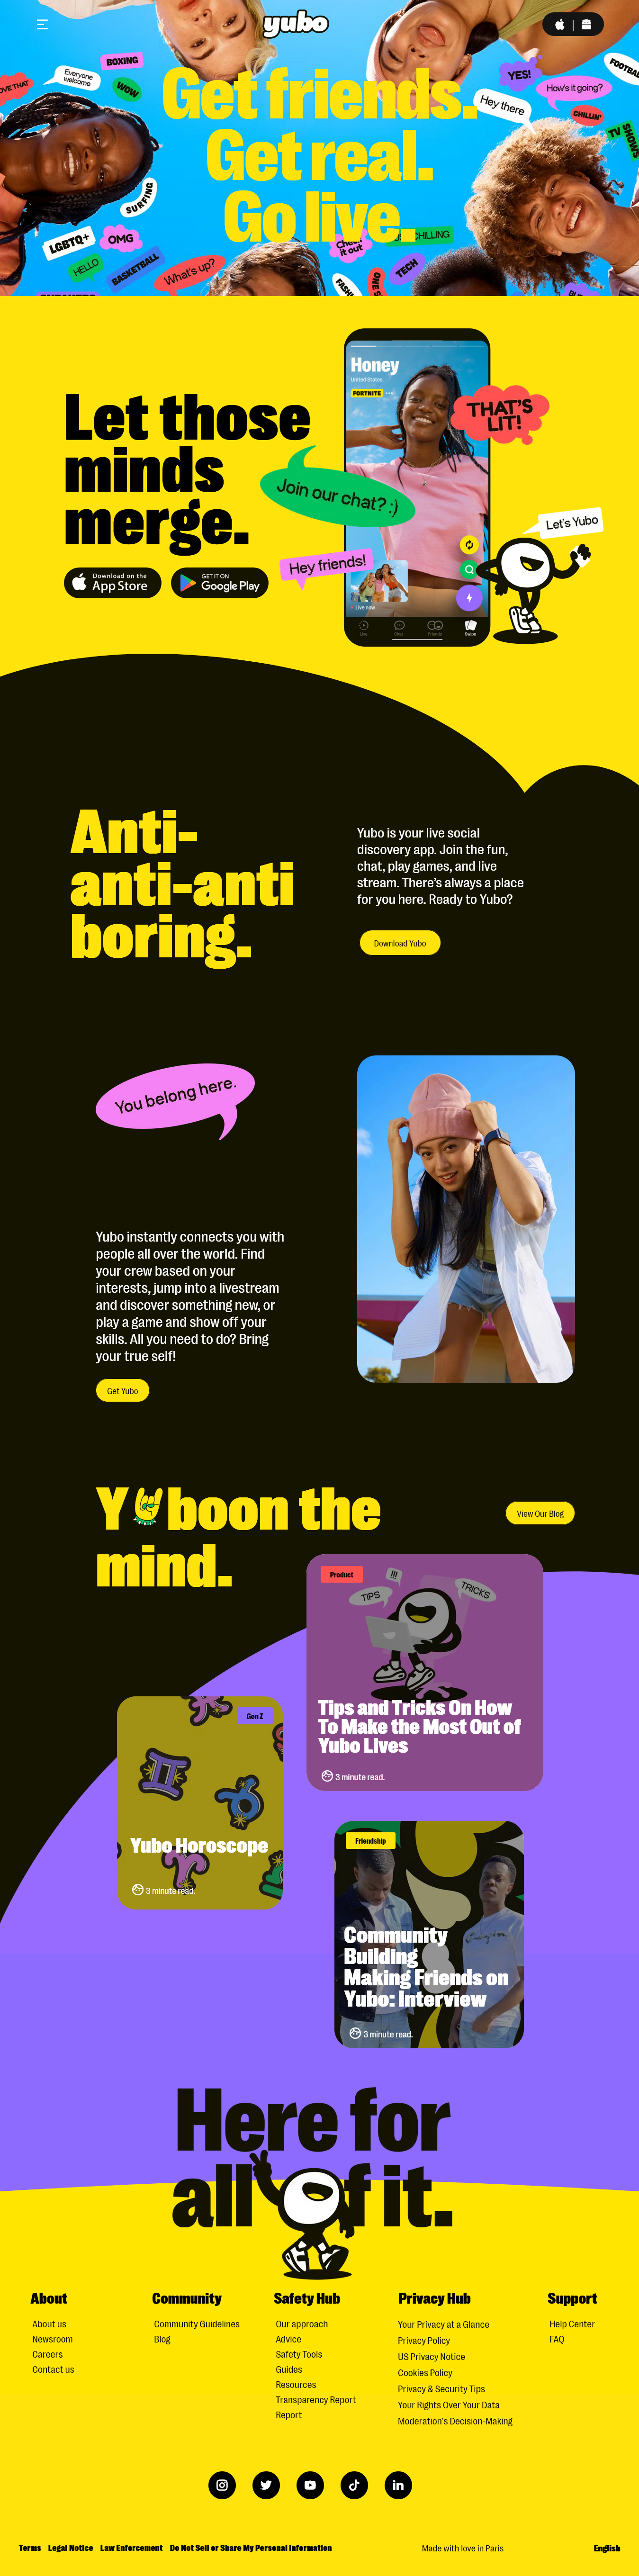 yubo
BOXING
Everyone
welcome
WOW
YES!
How's it going?
Hey there
CHILLIN'
TV SHOWS
Get friends.
Get real.
Go live.
SURFING
LGBTQ+
OMG
HELLO
BASKETBALL
What's up?
Check
it out
CHILLING
TECH
Let those
minds
merge.
Download on the
App Store
GET IT ON
Google Play
Honey
United States
FORTNITE
THAT'S
LIT!
Join our chat? :)
Hey friends!
Let's Yubo
Live now
Live
Chat
Friends
Swipe
Anti-
anti-anti
boring.
Yubo is your live social
discovery app. Join the fun,
chat, play games, and live
stream. There's always a place
for you here. Ready to Yubo?
Download Yubo
You belong here.
Yubo instantly connects you with
people all over the world. Find
your crew based on your
interests, jump into a livestream
and discover something new, or
play a game and show off your
skills. All you need to do? Bring
your true self!
Get Yubo
Y boon the
mind.
View Our Blog
Product
TIPS
!!!
TRICKS
Tips and Tricks On How
To Make the Most Out of
Yubo Lives
3 minute read.
Gen Z
Yubo Horoscope
3 minute read.
Friendship
Community
Building
Making Friends on
Yubo: Interview
3 minute read.
Here for
all of it.
About
About us
Newsroom
Careers
Contact us
Community
Community Guidelines
Blog
Safety Hub
Our approach
Advice
Safety Tools
Guides
Resources
Transparency Report
Report
Privacy Hub
Your Privacy at a Glance
Privacy Policy
US Privacy Notice
Cookies Policy
Privacy & Security Tips
Your Rights Over Your Data
Moderation's Decision-Making
Support
Help Center
FAQ
Terms
Legal Notice
Law Enforcement
Do Not Sell or Share My Personal Information
Made with love in Paris
English